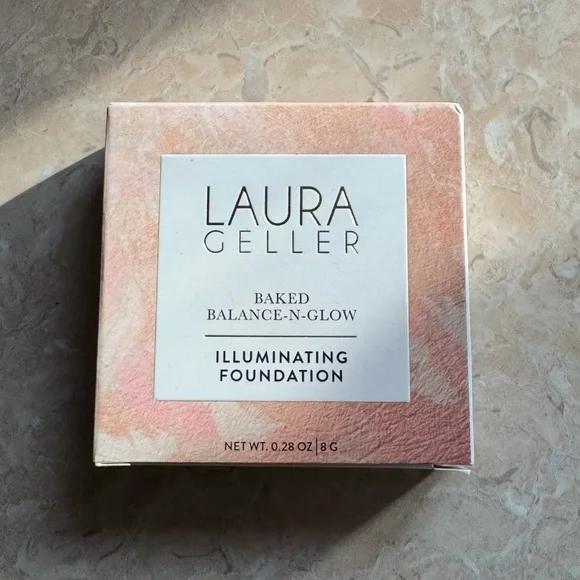 LAURA
GELLER
BAKED
BALANCE-N-GLOW
ILLUMINATING
FOUNDATION
NET WT. 0.28 OZ | 8 G